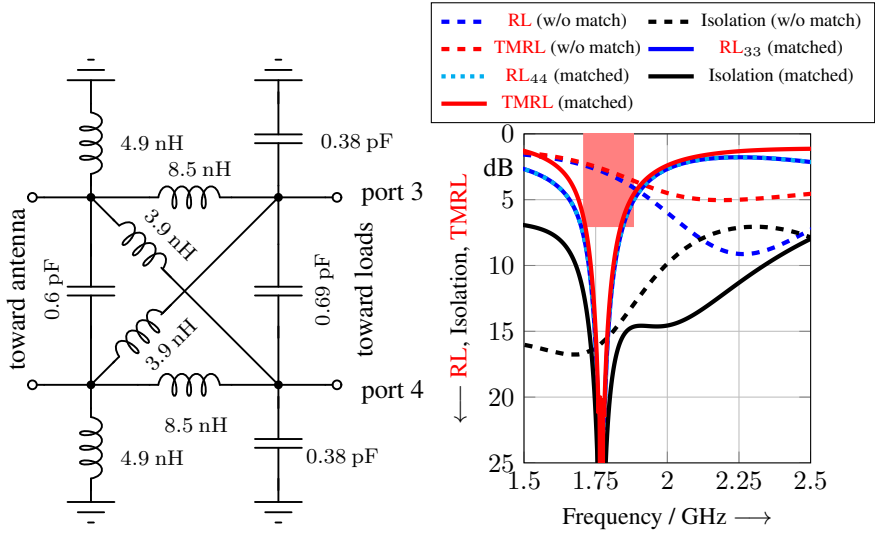 4.9 nH
8.5 nH
0.38 pF
port 3
3.9 nH
toward antenna
0.6 pF
0.69 pF
toward loads
3.9 nH
port 4
8.5 nH
4.9 nH
0.38 pF
RL (w/o match) Isolation (w/o match)
TMRL (w/o match) RL33 (matched)
RL44 (matched) Isolation (matched)
TMRL (matched)
0
dB
5
10
15
20
25
1.5 1.75 2 2.25 2.5
⟵ RL, Isolation, TMRL
Frequency / GHz ⟶